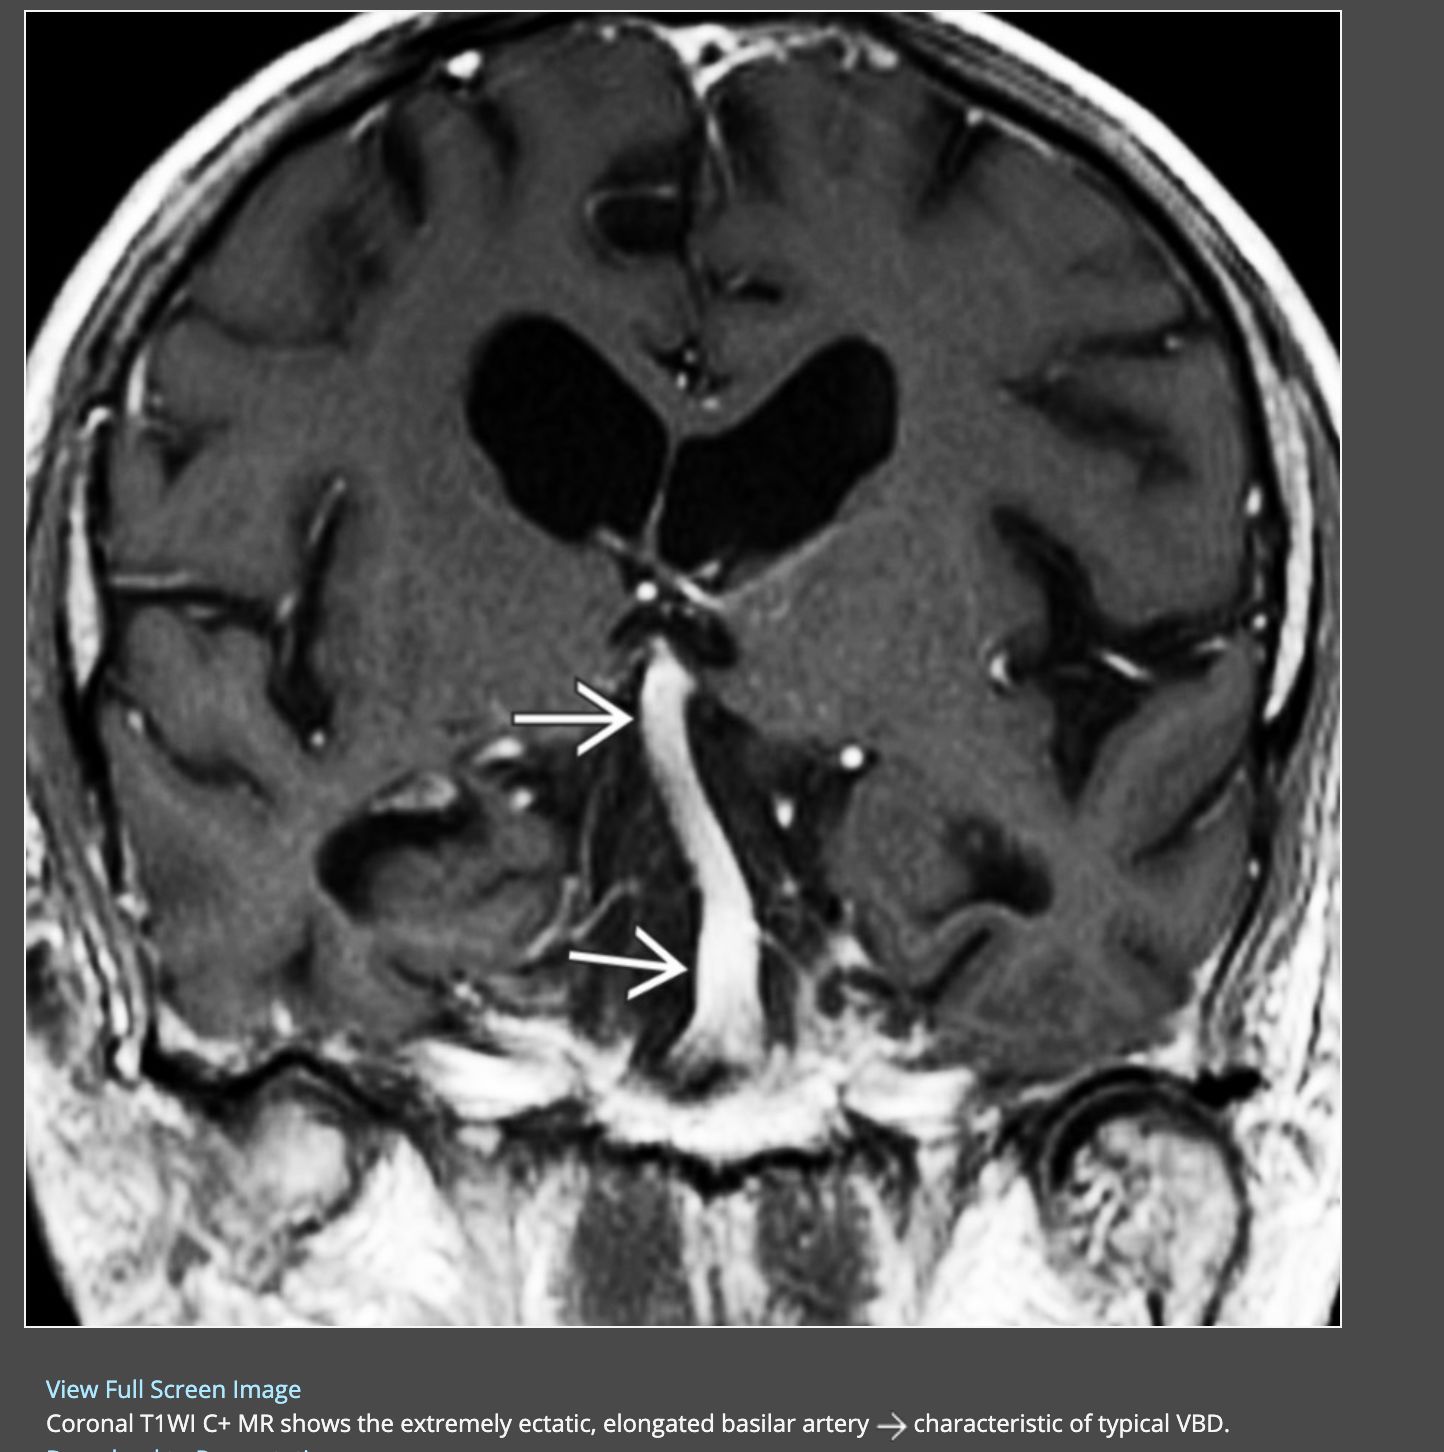 View Full Screen Image
Coronal T1WI C+ MR shows the extremely ectatic, elongated basilar artery → characteristic of typical VBD.